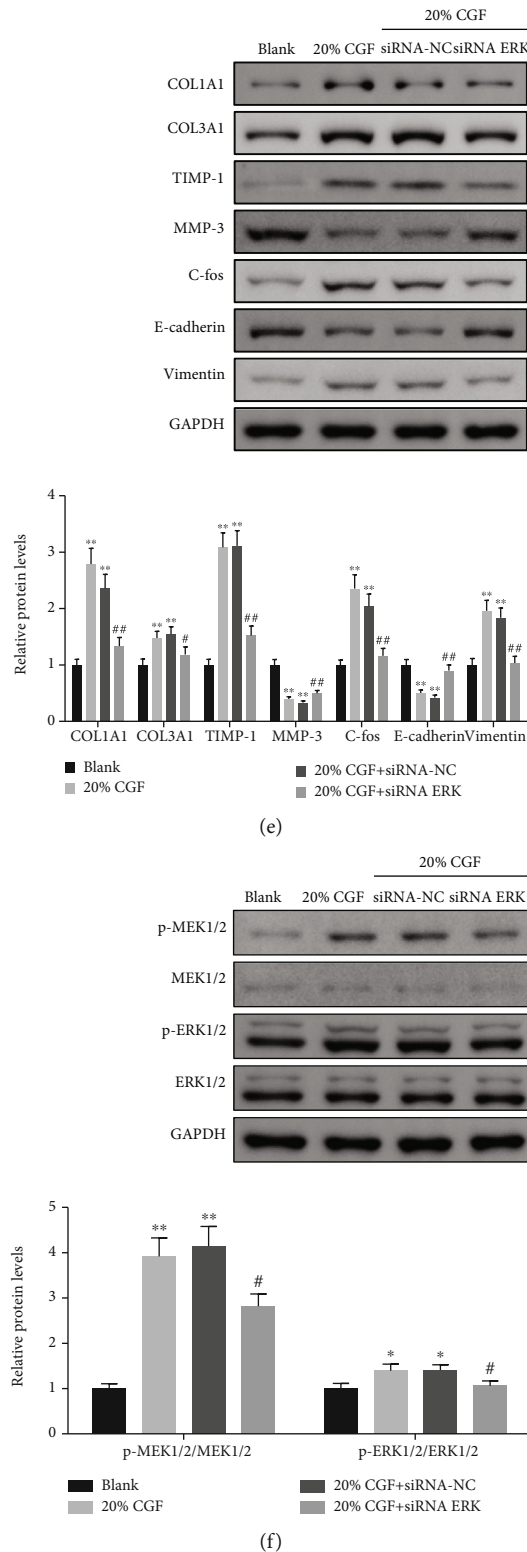 20% CGF
Blank 20% CGF siRNA-NC siRNA ERK
COL1A1
COL3A1
TIMP-1
MMP-3
C-fos
E-cadherin
Vimentin
GAPDH
4
3
2
1
0
Relative protein levels
** ** ##
** ** #
** ** ##
** ** ##
** ** ##
** ** ##
** ** ##
COL1A1 COL3A1 TIMP-1 MMP-3 C-fos E-cadherin Vimentin
Blank
20% CGF
20% CGF+siRNA-NC
20% CGF+siRNA ERK
(e)
20% CGF
Blank 20% CGF siRNA-NC siRNA ERK
p-MEK1/2
MEK1/2
p-ERK1/2
ERK1/2
GAPDH
5
4
3
2
1
0
Relative protein levels
** ** #
* * #
p-MEK1/2/MEK1/2 p-ERK1/2/ERK1/2
Blank
20% CGF
20% CGF+siRNA-NC
20% CGF+siRNA ERK
(f)